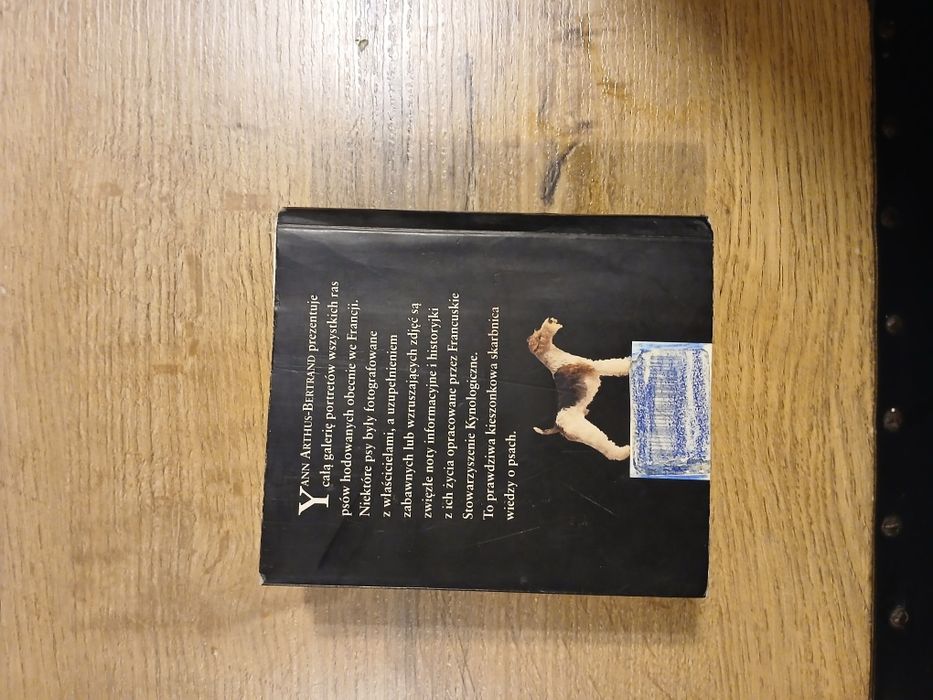 YANN ARTHUS-BERTRAND prezentuje
całą galerię portretów wszystkich ras
psów hodowanych obecnie we Francji.
Niektóre psy były fotografowane
z właścicielami, a uzupełnieniem
zabawnych lub wzruszających zdjęć są
zwięzłe noty informacyjne i historyjki
z ich życia opracowane przez Francuskie
Stowarzyszenie Kynologiczne.
To prawdziwa kieszonkowa skarbnica
wiedzy o psach.